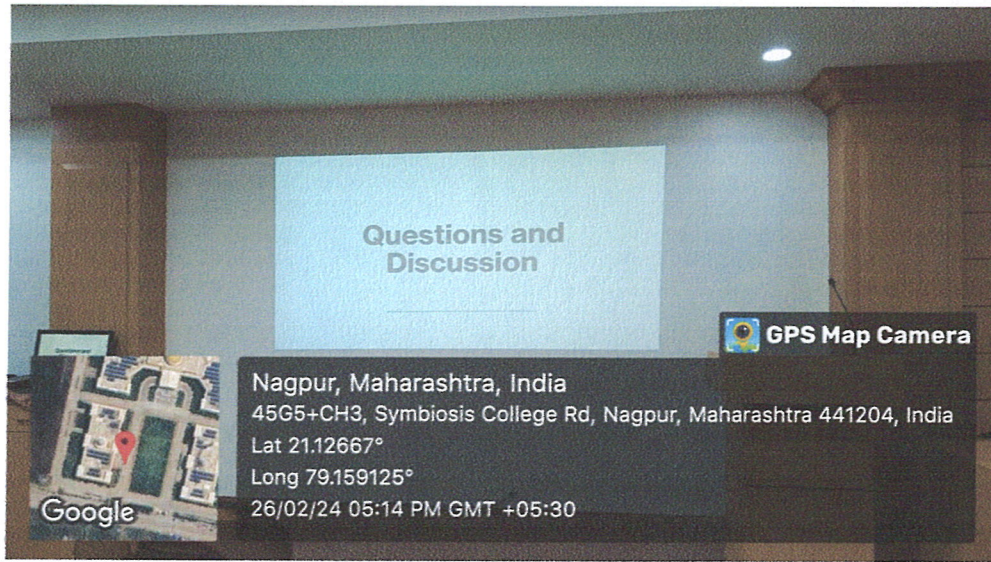 Questions and
Discussion
GPS Map Camera
Nagpur, Maharashtra, India
45G5+CH3, Symbiosis College Rd, Nagpur, Maharashtra 441204, India
Lat 21.12667°
Long 79.159125°
26/02/24 05:14 PM GMT +05:30
Google